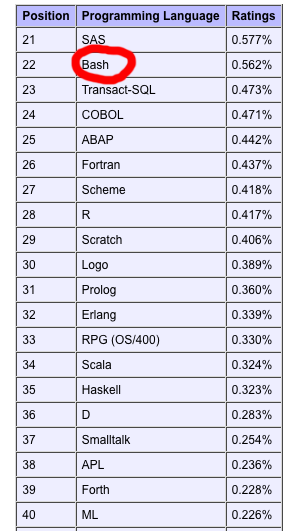 Position Programming Language Ratings
21 SAS 0.577%
22 Bash 0.562%
23 Transact-SQL 0.473%
24 COBOL 0.471%
25 ABAP 0.442%
26 Fortran 0.437%
27 Scheme 0.418%
28 R 0.417%
29 Scratch 0.406%
30 Logo 0.389%
31 Prolog 0.360%
32 Erlang 0.339%
33 RPG (OS/400) 0.330%
34 Scala 0.324%
35 Haskell 0.323%
36 D 0.283%
37 Smalltalk 0.254%
38 APL 0.236%
39 Forth 0.228%
40 ML 0.226%